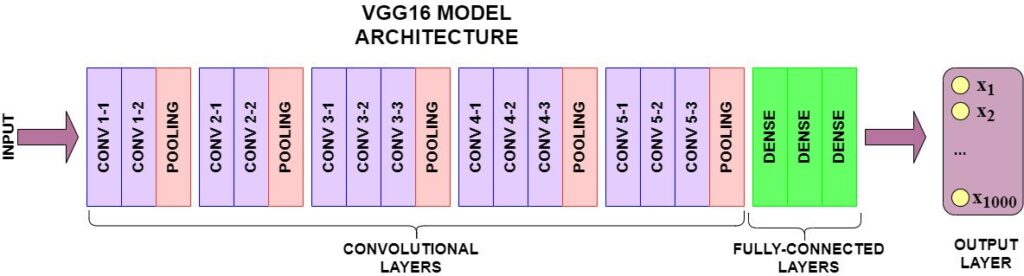 VGG16 MODEL
ARCHITECTURE
INPUT
CONV 1-1
CONV 1-2
POOLING
CONV 2-1
CONV 2-2
POOLING
CONV 3-1
CONV 3-2
CONV 3-3
POOLING
CONV 4-1
CONV 4-2
CONV 4-3
POOLING
CONV 5-1
CONV 5-2
CONV 5-3
POOLING
DENSE
DENSE
DENSE
x1
x2
...
x1000
CONVOLUTIONAL
LAYERS
FULLY-CONNECTED
LAYERS
OUTPUT
LAYER